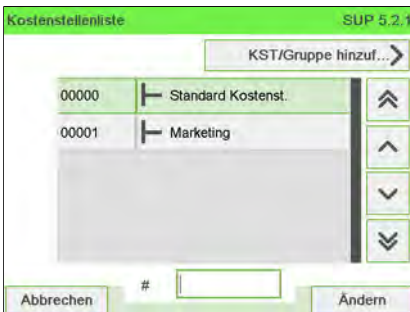 Kostenstellenliste SUP 5.2.1
KST/Gruppe hinzuf...
00000 Standard Kostenst.
00001 Marketing
#
Abbrechen Ändern